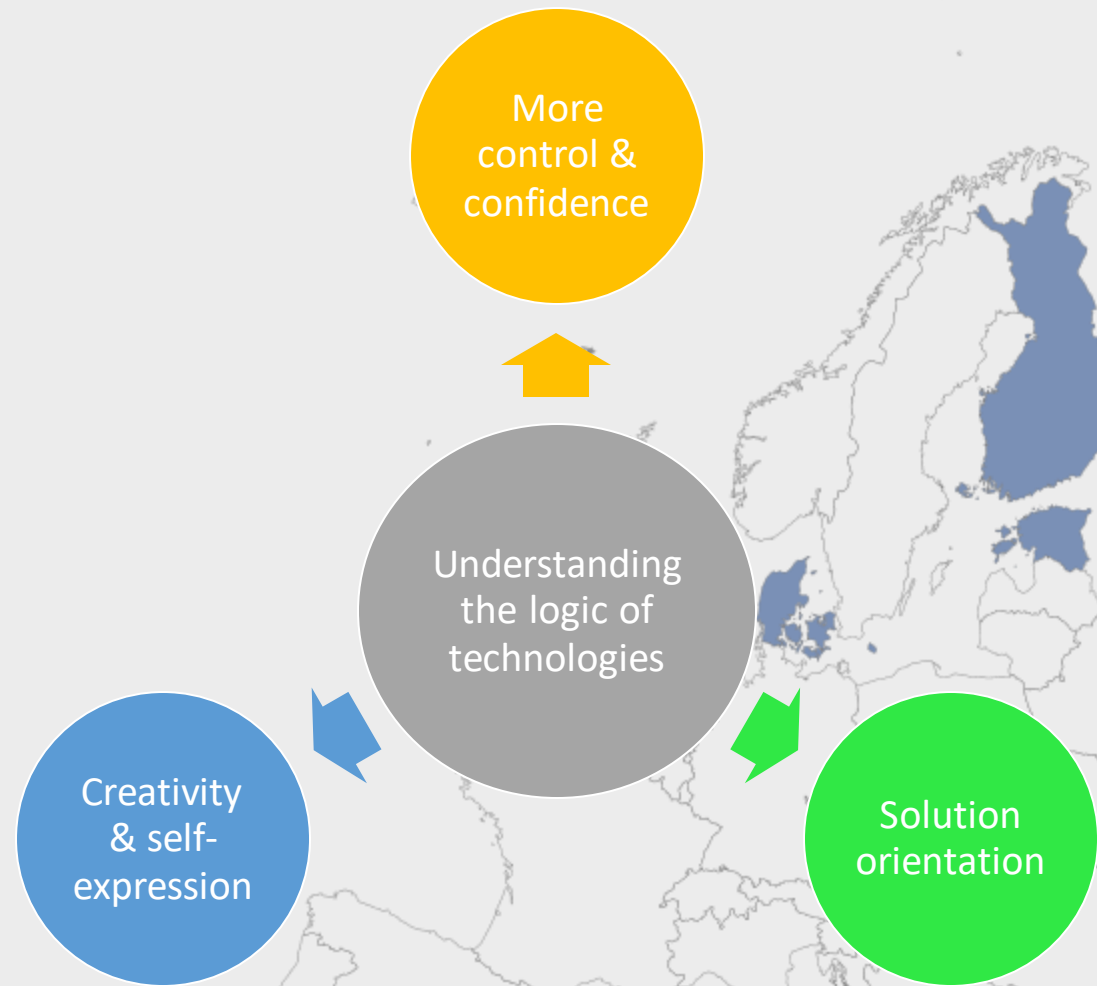 More
control &
confidence
Understanding
the logic of
technologies
Creativity
& self-
expression
Solution
orientation